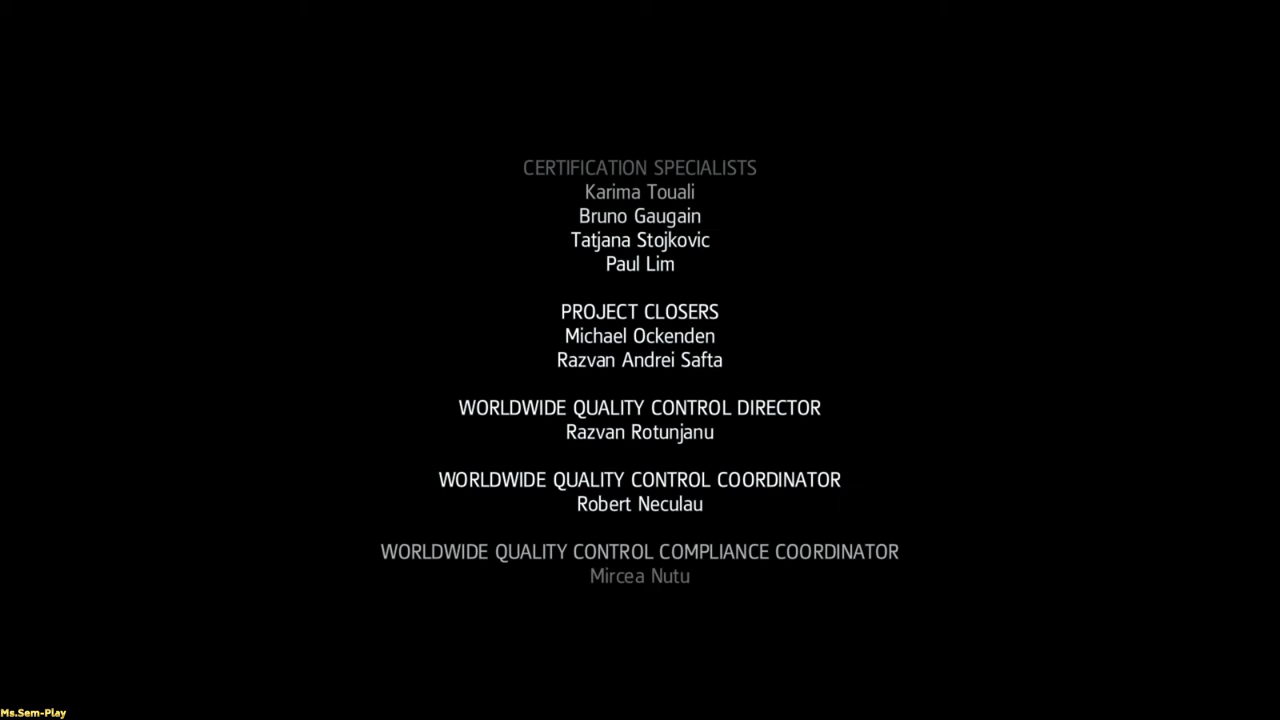 CERTIFICATION SPECIALISTS
Karima Touali
Bruno Gaugain
Tatjana Stojkovic
Paul Lim
PROJECT CLOSERS
Michael Ockenden
Razvan Andrei Safta
WORLDWIDE QUALITY CONTROL DIRECTOR
Razvan Rotunjanu
WORLDWIDE QUALITY CONTROL COORDINATOR
Robert Neculau
WORLDWIDE QUALITY CONTROL COMPLIANCE COORDINATOR
Mircea Nutu
Ms.Sem-Play